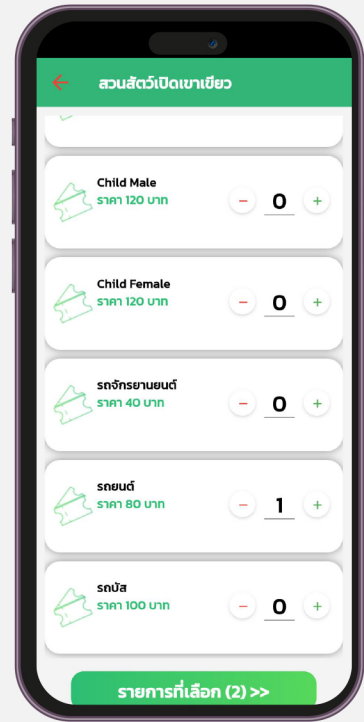 สวนสัตว์เปิดเขาเขียว
Child Male
ราคา 120 บาท
- 0 +
Child Female
ราคา 120 บาท
- 0 +
รถจักรยานยนต์
ราคา 40 บาท
- 0 +
รถยนต์
ราคา 80 บาท
- 1 +
รถบัส
ราคา 100 บาท
- 0 +
รายการที่เลือก (2) >>